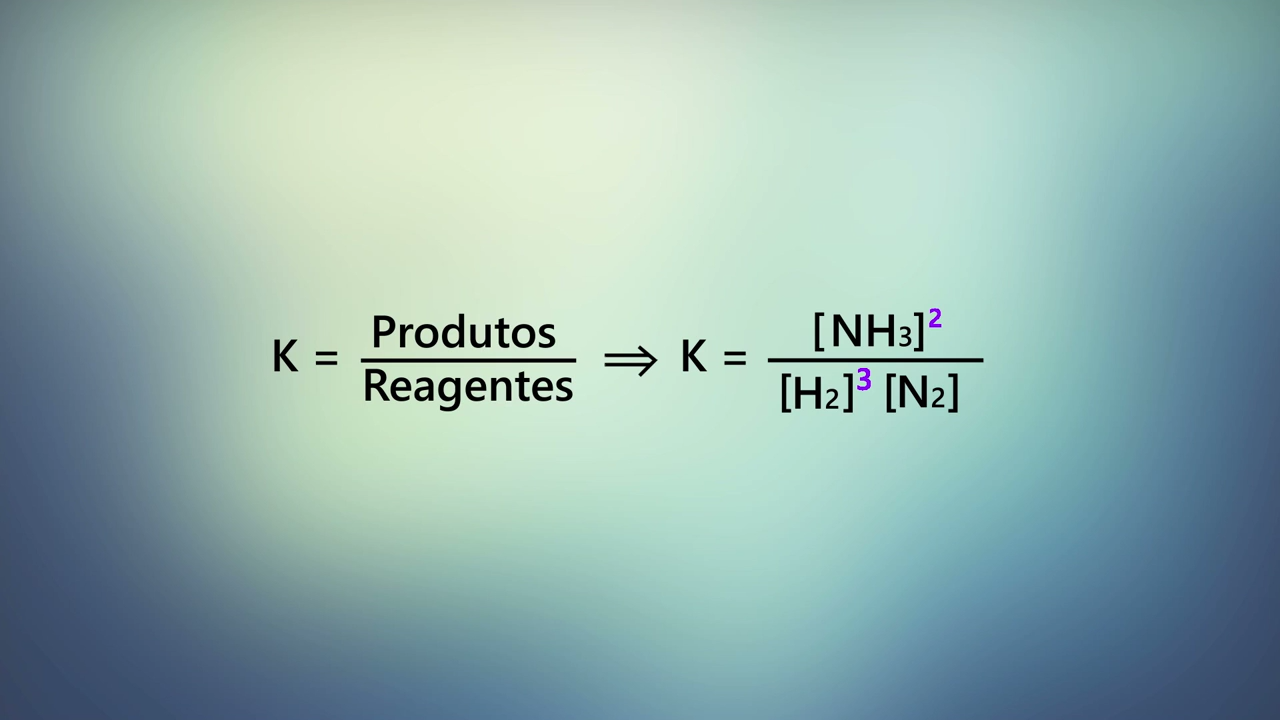 K = Produtos / Reagentes ⇒ K = [NH₃]² / [H₂]³ [N₂]